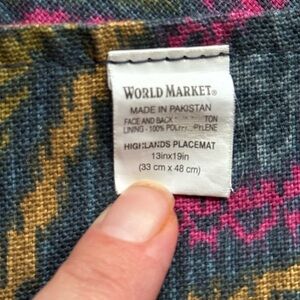 WORLD MARKET®
MADE IN PAKISTAN
FACE AND BACK
LINING - 100%
HIGHLANDS PLACEMAT
13inx19in
(33 cm x 48 cm)